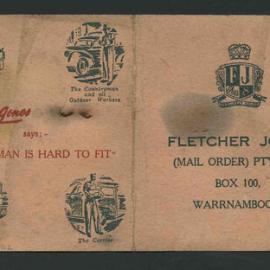 The Countryman
and all
Outdoor Workers
Jones
says:-
MAN IS HARD TO FIT"
The Carrier
FJ
FLETCHER JO
(MAIL ORDER) PTY
BOX 100,
WARRNAMBOO